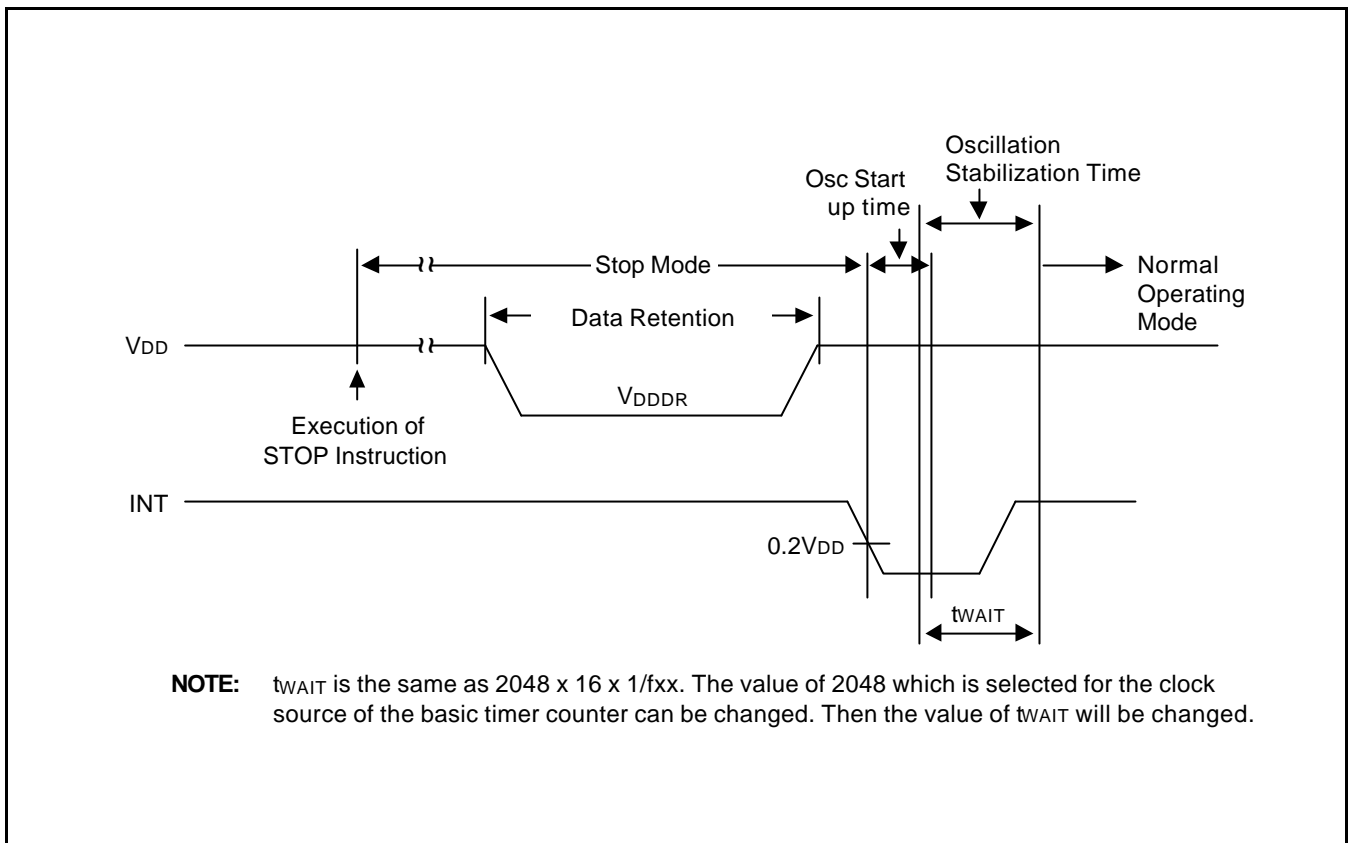 Oscillation
Stabilization Time
Osc Start
up time
Stop Mode
Normal
Operating
Mode
Data Retention
VDD
VDDDR
Execution of
STOP Instruction
INT
0.2VDD
tWAIT
NOTE: tWAIT is the same as 2048 x 16 x 1/fxx. The value of 2048 which is selected for the clock
source of the basic timer counter can be changed. Then the value of tWAIT will be changed.